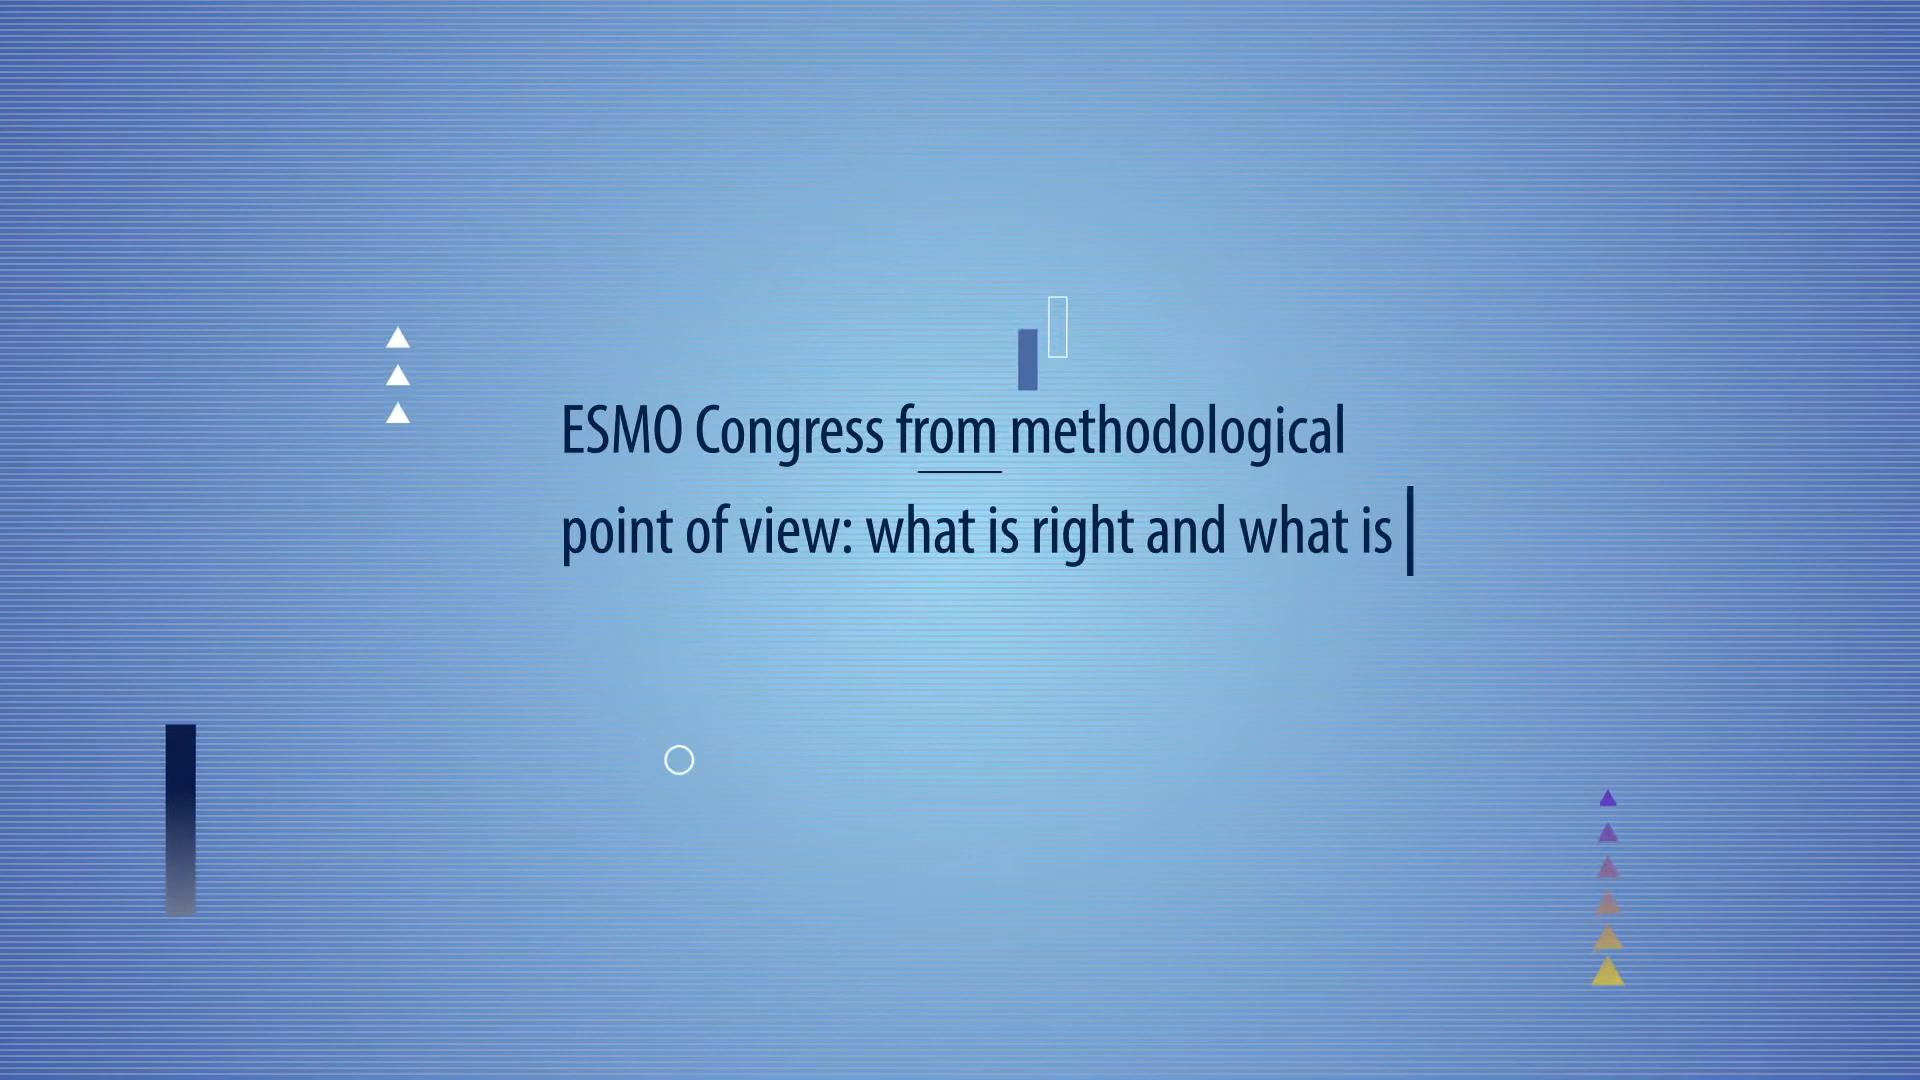 ESMO Congress from methodological
point of view: what is right and what is